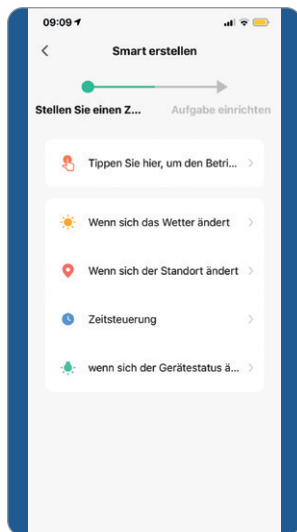 09:09
Smart erstellen
Stellen Sie einen Z... Aufgabe einrichten
Tippen Sie hier, um den Betri...
Wenn sich das Wetter ändert
Wenn sich der Standort ändert
Zeitsteuerung
wenn sich der Gerätestatus ä...